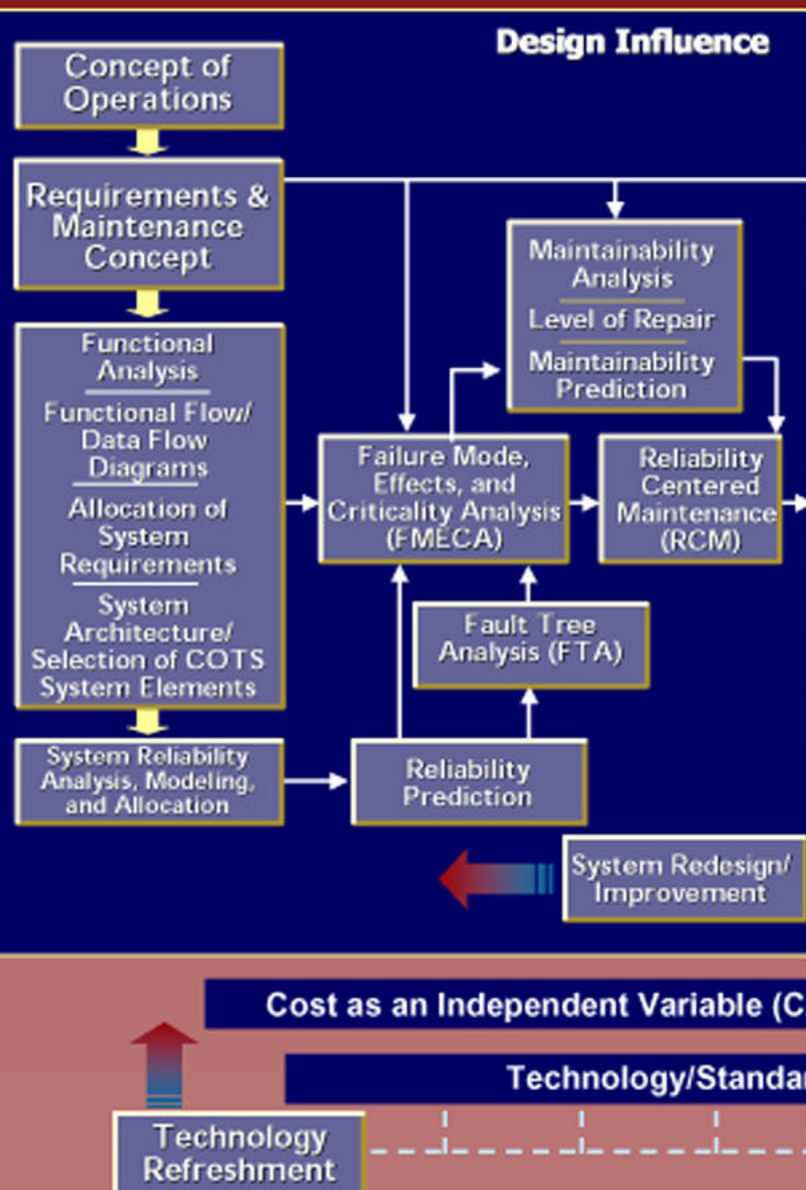 Design Influence
Concept of
Operations
Requirements &
Maintenance
Concept
Maintainability
Analysis
Level of Repair
Maintainability
Prediction
Functional
Analysis
Functional Flow/
Data Flow
Diagrams
Allocation of
System
Requirements
System
Architecture/
Selection of COTS
System Elements
Failure Mode,
Effects, and
Criticality Analysis
(FMECA)
Reliability
Centered
Maintenance
(RCM)
Fault Tree
Analysis (FTA)
System Reliability
Analysis, Modeling,
and Allocation
Reliability
Prediction
System Redesign/
Improvement
Cost as an Independent Variable (C
Technology/Standar
Technology
Refreshment